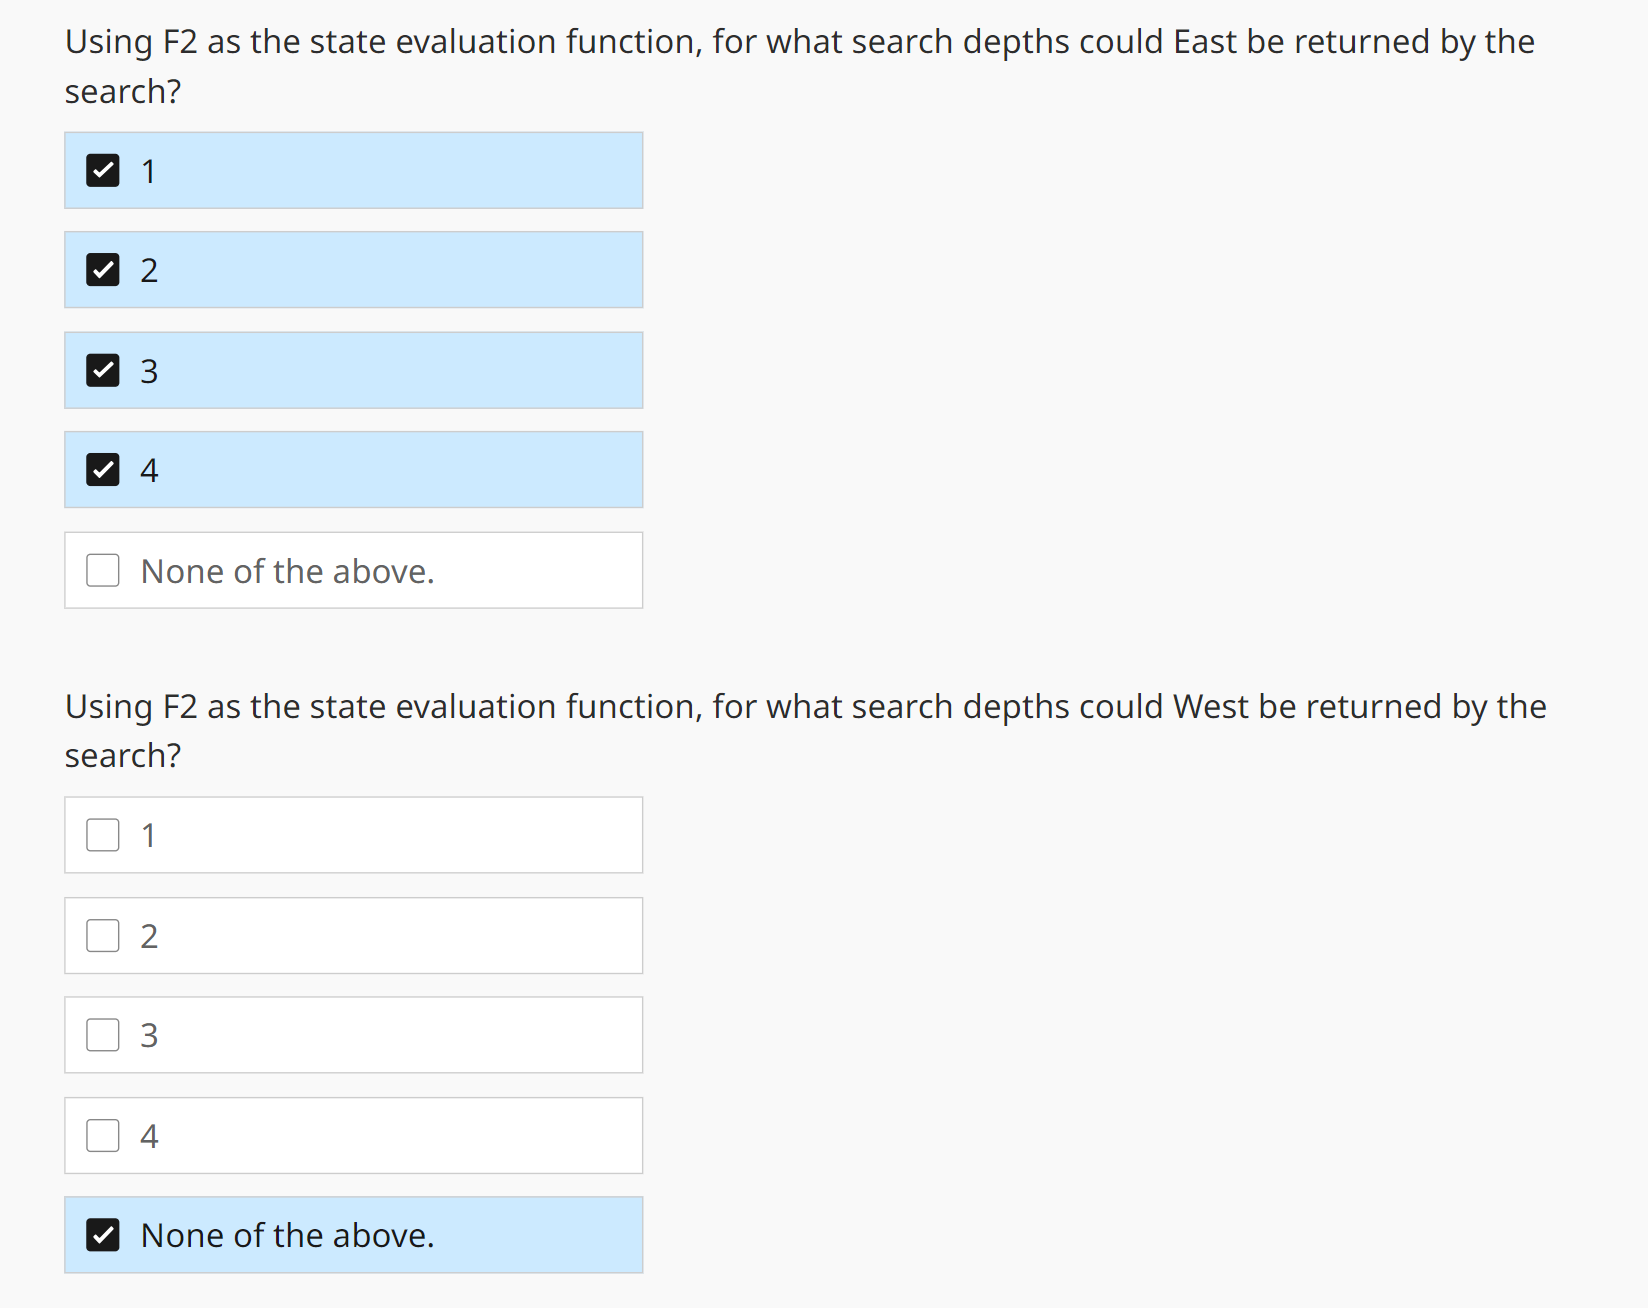 Using F2 as the state evaluation function, for what search depths could East be returned by the
search?
1
2
3
4
None of the above.
Using F2 as the state evaluation function, for what search depths could West be returned by the
search?
1
2
3
4
None of the above.